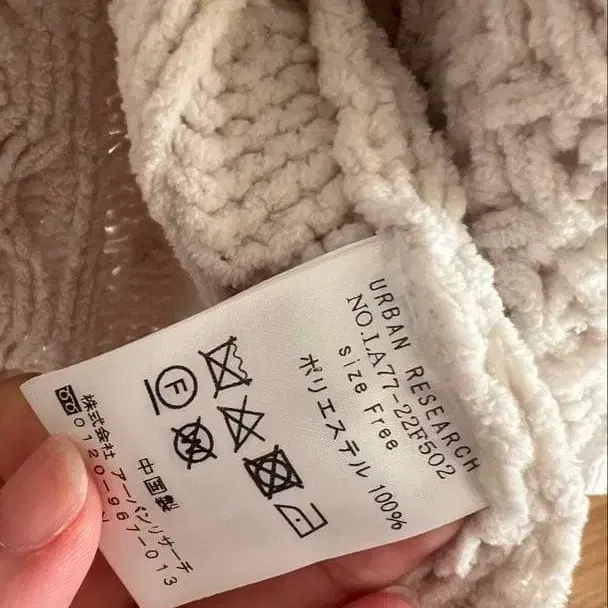 URBAN RESEARCH
NO.LA77-22F502
size Free
ポリエステル 100%
中国製
株式会社 アーバンリサーチ
0120-967-013